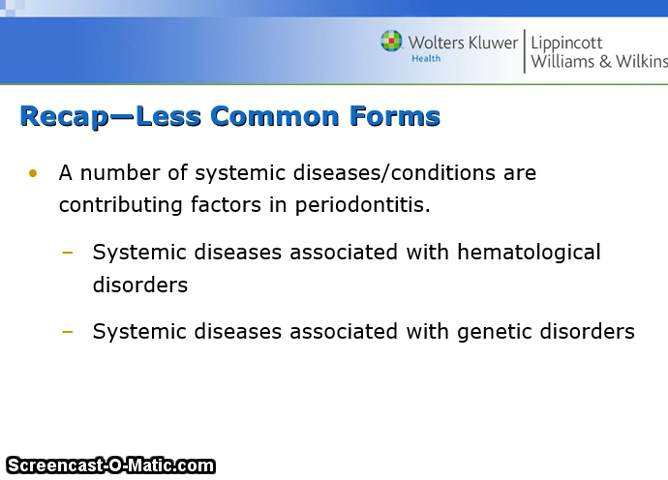 Wolters Kluwer
Health
Lippincott
Williams & Wilkins
Recap—Less Common Forms
• A number of systemic diseases/conditions are
contributing factors in periodontitis.
– Systemic diseases associated with hematological
disorders
– Systemic diseases associated with genetic disorders
Screencast-O-Matic.com